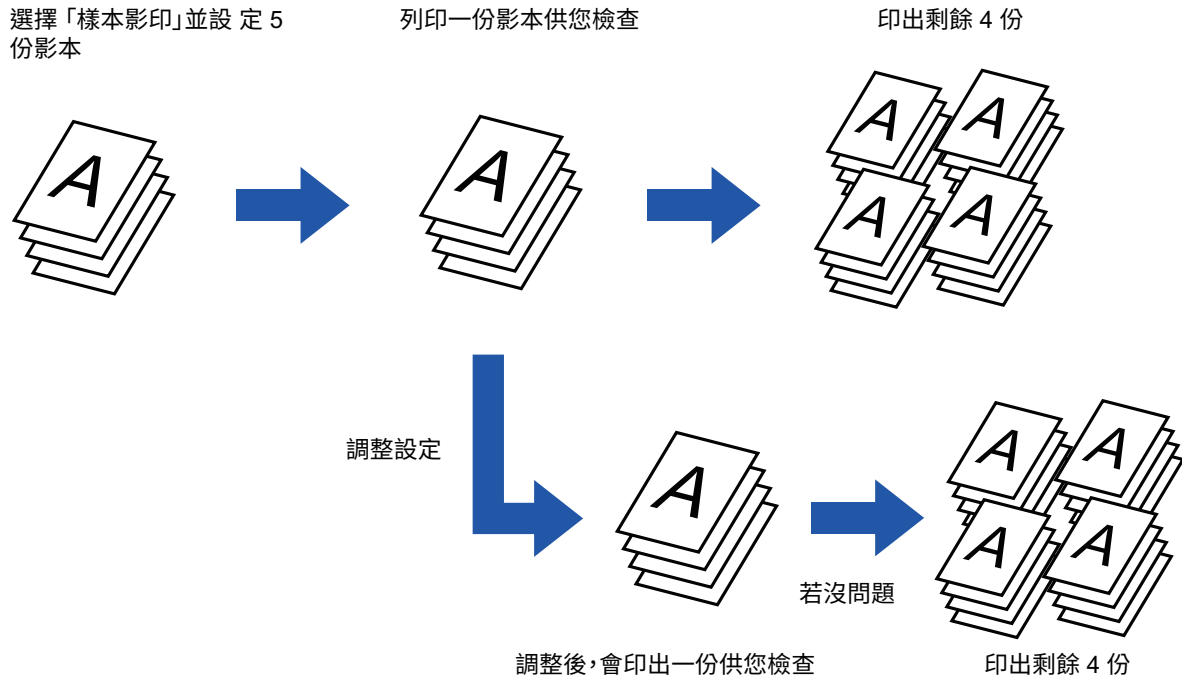 選擇「樣本影印」並設 定 5
份影本
列印一份影本供您檢查
印出剩餘 4 份
A
A
A
A
A
A
調整設定
A
A
A
A
A
若沒問題
調整後，會印出一份供您檢查
印出剩餘 4 份